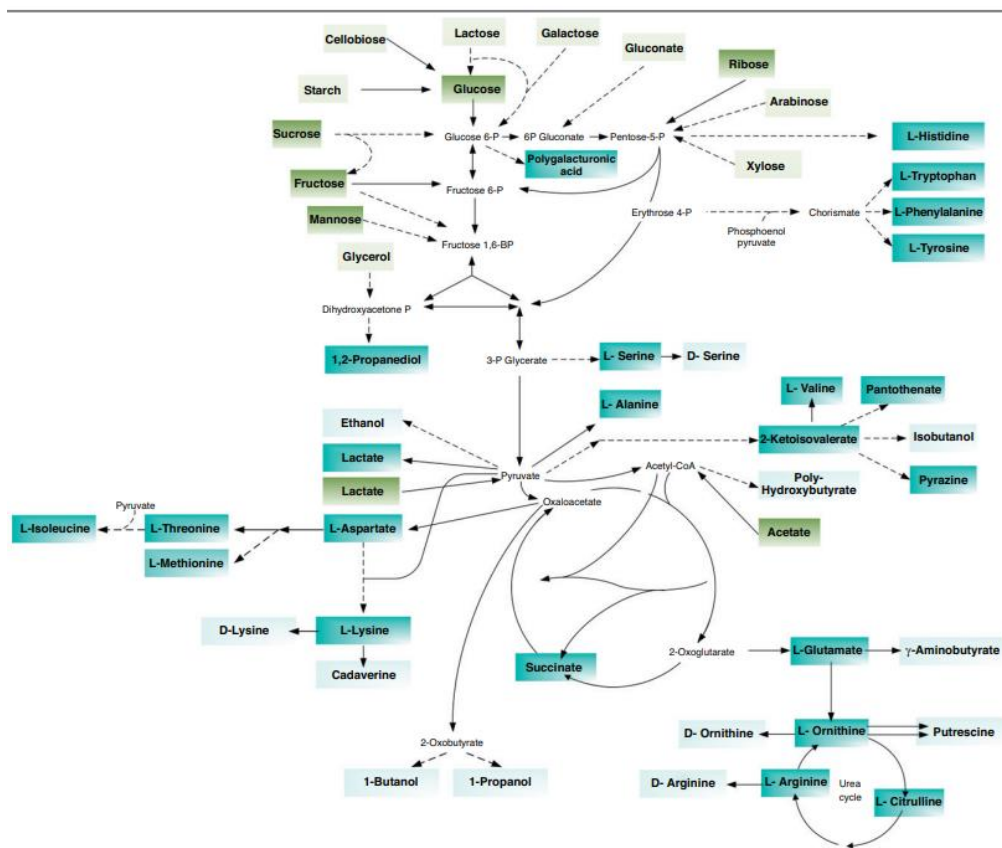 Cellobiose
Lactose
Galactose
Gluconate
Ribose
Starch
Glucose
Arabinose
Sucrose
Glucose 6-P
6P Gluconate
Pentose-5-P
L-Histidine
Polygalacturonic
acid
Xylose
L-Tryptophan
Fructose
Fructose 6-P
Mannose
Erythrose 4-P
Chorismate
L-Phenylalanine
Phosphoenol
pyruvate
Fructose 1,6-BP
L-Tyrosine
Glycerol
Dihydroxyacetone P
1,2-Propanediol
3-P Glycerate
L- Serine
D- Serine
L- Valine
Pantothenate
L- Alanine
Ethanol
2-Ketoisovalerate
Isobutanol
Lactate
Pyruvate
Acetyl-CoA
Poly-
Hydroxybutyrate
Pyrazine
Lactate
Oxaloacetate
Pyruvate
L-Isoleucine
L-Threonine
L-Aspartate
Acetate
L-Methionine
D-Lysine
L-Lysine
Cadaverine
Succinate
2-Oxoglutarate
L-Glutamate
γ-Aminobutyrate
D- Ornithine
L- Ornithine
Putrescine
2-Oxobutyrate
1-Butanol
1-Propanol
D- Arginine
L- Arginine
Urea
cycle
L- Citrulline